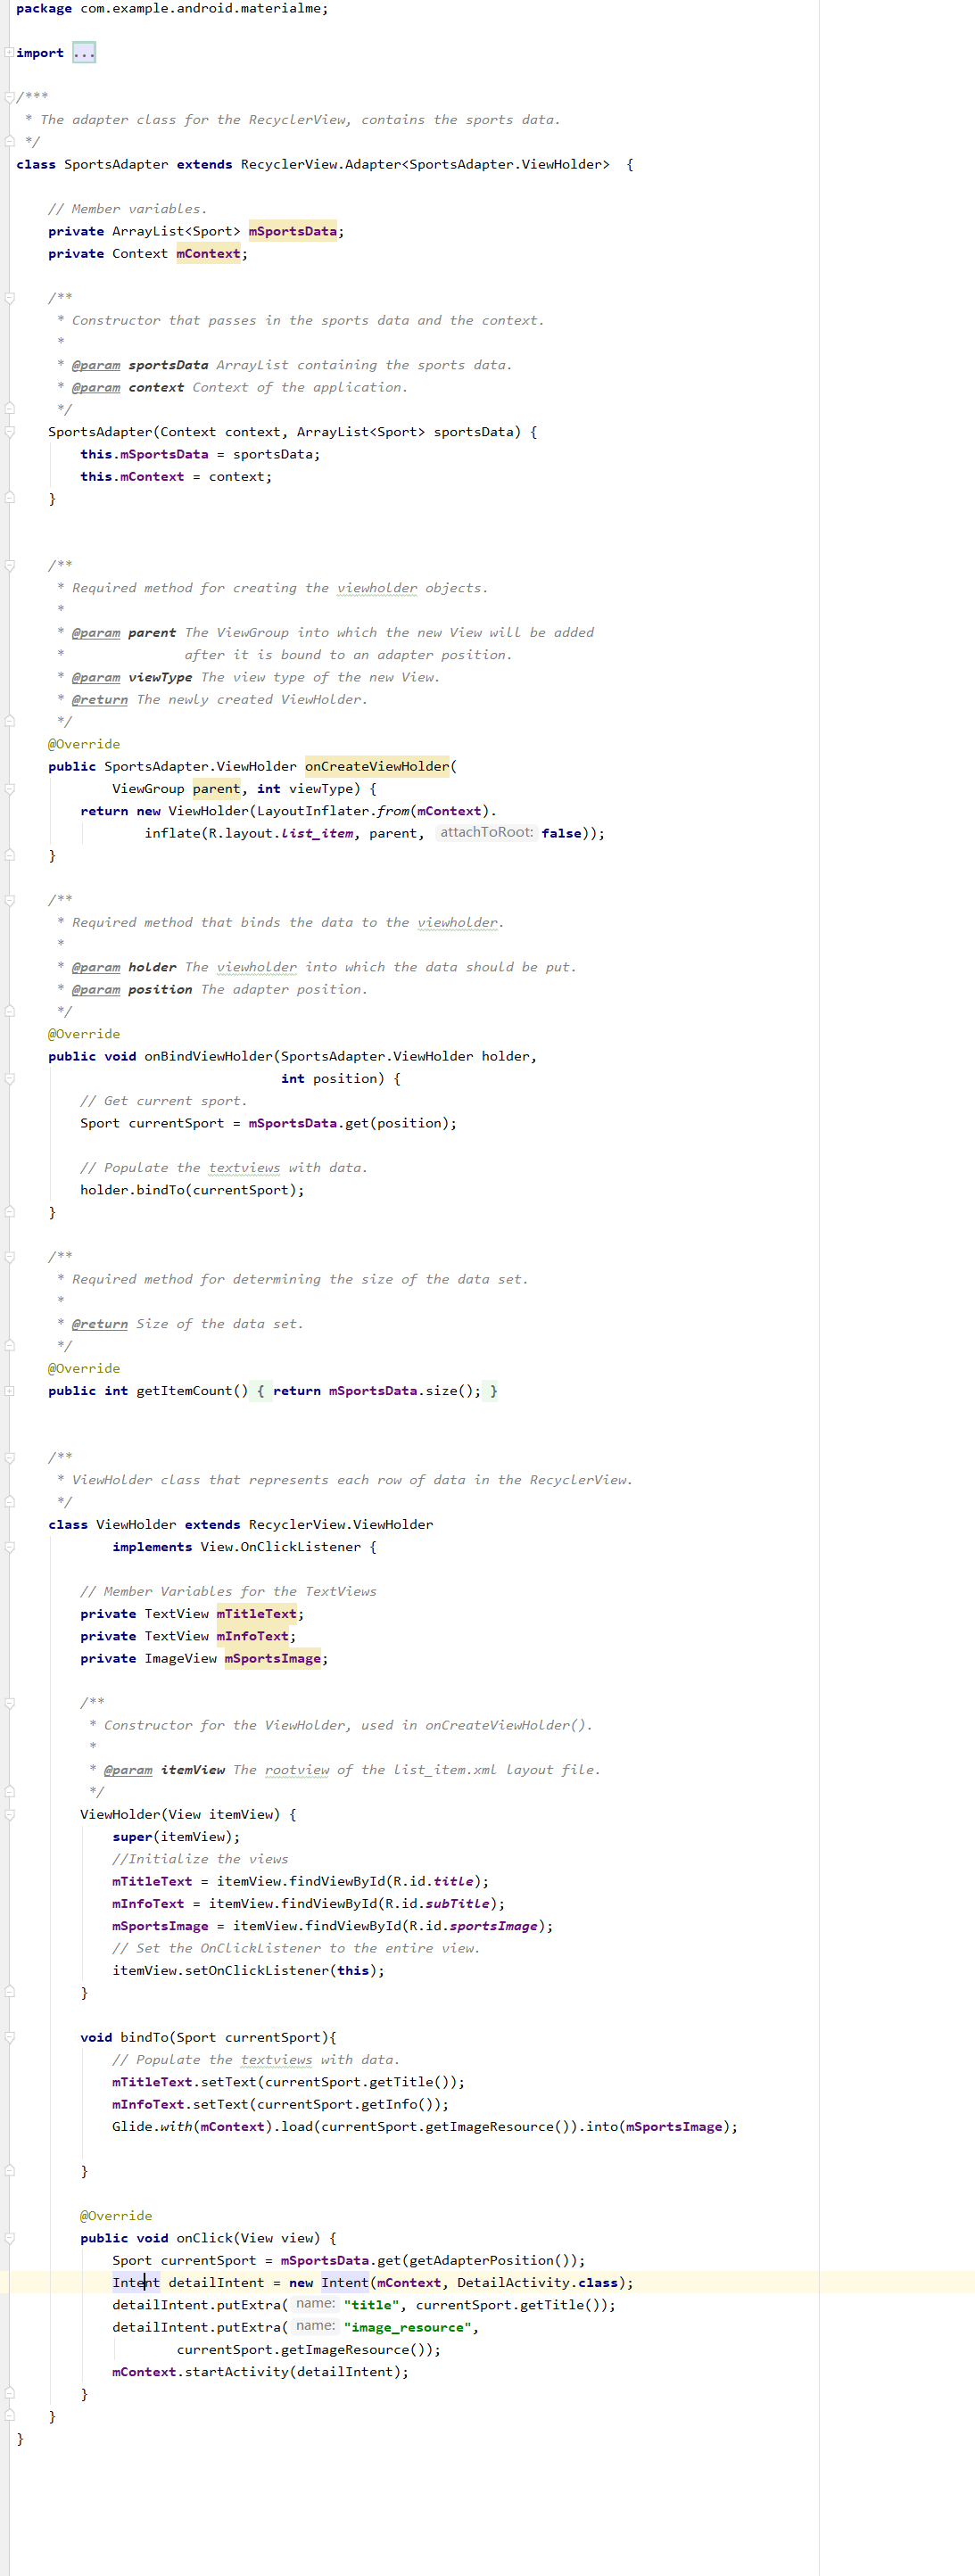 package com.example.android.materialme;
import ...
/***
 * The adapter class for the RecyclerView, contains the sports data.
 */
class SportsAdapter extends RecyclerView.Adapter<SportsAdapter.ViewHolder>  {
    // Member variables.
    private ArrayList<Sport> mSportsData;
    private Context mContext;
    /**
     * Constructor that passes in the sports data and the context.
     *
     * @param sportsData ArrayList containing the sports data.
     * @param context Context of the application.
     */
    SportsAdapter(Context context, ArrayList<Sport> sportsData) {
        this.mSportsData = sportsData;
        this.mContext = context;
    }
    /**
     * Required method for creating the viewholder objects.
     *
     * @param parent The ViewGroup into which the new View will be added
     *               after it is bound to an adapter position.
     * @param viewType The view type of the new View.
     * @return The newly created ViewHolder.
     */
    @Override
    public SportsAdapter.ViewHolder onCreateViewHolder(
            ViewGroup parent, int viewType) {
        return new ViewHolder(LayoutInflater.from(mContext).
                inflate(R.layout.list_item, parent, attachToRoot: false));
    }
    /**
     * Required method that binds the data to the viewholder.
     *
     * @param holder The viewholder into which the data should be put.
     * @param position The adapter position.
     */
    @Override
    public void onBindViewHolder(SportsAdapter.ViewHolder holder,
                                 int position) {
        // Get current sport.
        Sport currentSport = mSportsData.get(position);
        // Populate the textviews with data.
        holder.bindTo(currentSport);
    }
    /**
     * Required method for determining the size of the data set.
     *
     * @return Size of the data set.
     */
    @Override
    public int getItemCount() { return mSportsData.size(); }
    /**
     * ViewHolder class that represents each row of data in the RecyclerView.
     */
    class ViewHolder extends RecyclerView.ViewHolder
            implements View.OnClickListener {
        // Member Variables for the TextViews
        private TextView mTitleText;
        private TextView mInfoText;
        private ImageView mSportsImage;
        /**
         * Constructor for the ViewHolder, used in onCreateViewHolder().
         *
         * @param itemView The rootview of the list_item.xml layout file.
         */
        ViewHolder(View itemView) {
            super(itemView);
            //Initialize the views
            mTitleText = itemView.findViewById(R.id.title);
            mInfoText = itemView.findViewById(R.id.subTitle);
            mSportsImage = itemView.findViewById(R.id.sportsImage);
            // Set the OnClickListener to the entire view.
            itemView.setOnClickListener(this);
        }
        void bindTo(Sport currentSport){
            // Populate the textviews with data.
            mTitleText.setText(currentSport.getTitle());
            mInfoText.setText(currentSport.getInfo());
            Glide.with(mContext).load(currentSport.getImageResource()).into(mSportsImage);
        }
        @Override
        public void onClick(View view) {
            Sport currentSport = mSportsData.get(getAdapterPosition());
            Intent detailIntent = new Intent(mContext, DetailActivity.class);
            detailIntent.putExtra( name: "title", currentSport.getTitle());
            detailIntent.putExtra( name: "image_resource",
                    currentSport.getImageResource());
            mContext.startActivity(detailIntent);
        }
    }
}